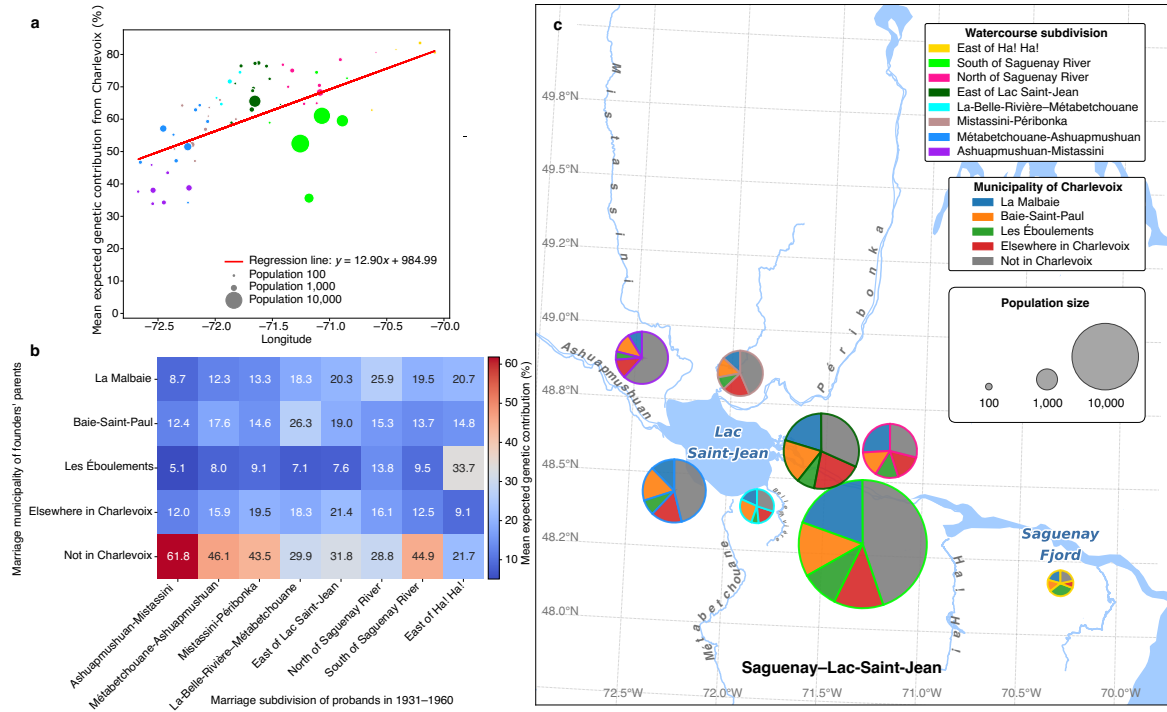 a
Mean expected genetic contribution from Charlevoix (%)
80
70
60
50
40
30
20
10
0
−72.5
−72.0
−71.5
−71.0
−70.5
−70.0
Longitude
Regression line: y = 12.90x + 984.99
Population 100
Population 1,000
Population 10,000
b
Marriage municipality of founders' parents
La Malbaie 8.7 12.3 13.3 18.3 20.3 25.9 19.5 20.7
Baie-Saint-Paul 12.4 17.6 14.6 26.3 19.0 15.3 13.7 14.8
Les Éboulements 5.1 8.0 9.1 7.1 7.6 13.8 9.5 33.7
Elsewhere in Charlevoix 12.0 15.9 19.5 18.3 21.4 16.1 12.5 9.1
Not in Charlevoix 61.8 46.1 43.5 29.9 31.8 28.8 44.9 21.7
Ashuapmushuan-Mistassini
Métabetchouane-Ashuapmushuan
Mistassini-Péribonka
La-Belle-Rivière–Métabetchouane
East of Lac Saint-Jean
North of Saguenay River
South of Saguenay River
East of Ha! Ha!
Marriage subdivision of probands in 1931–1960
60
50
40
30
20
10
Mean expected genetic contribution (%)
c
Watercourse subdivision
East of Ha! Ha!
South of Saguenay River
North of Saguenay River
East of Lac Saint-Jean
La-Belle-Rivière–Métabetchouane
Mistassini-Péribonka
Métabetchouane-Ashuapmushuan
Ashuapmushuan-Mistassini
Municipality of Charlevoix
La Malbaie
Baie-Saint-Paul
Les Éboulements
Elsewhere in Charlevoix
Not in Charlevoix
Population size
100
1,000
10,000
49.8°N
49.5°N
49.2°N
49.0°N
48.8°N
48.5°N
48.2°N
48.0°N
72.5°W
72.0°W
71.5°W
71.0°W
70.5°W
70.0°W
Mistassini
Péribonka
Ashuapmushuan
Lac
Saint-Jean
Métabetchouane
Ha! Ha!
Saguenay
Fjord
Saguenay–Lac-Saint-Jean